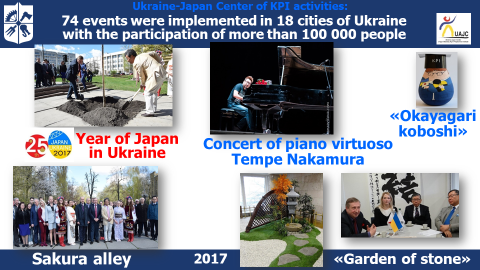 Ukraine-Japan Center of KPI activities:
74 events were implemented in 18 cities of Ukraine
with the participation of more than 100 000 people
UAJC
KPI
«Okayagari
koboshi»
25
JAPAN
2017
Year of Japan
in Ukraine
Concert of piano virtuoso
Tempe Nakamura
Sakura alley
2017
«Garden of stone»